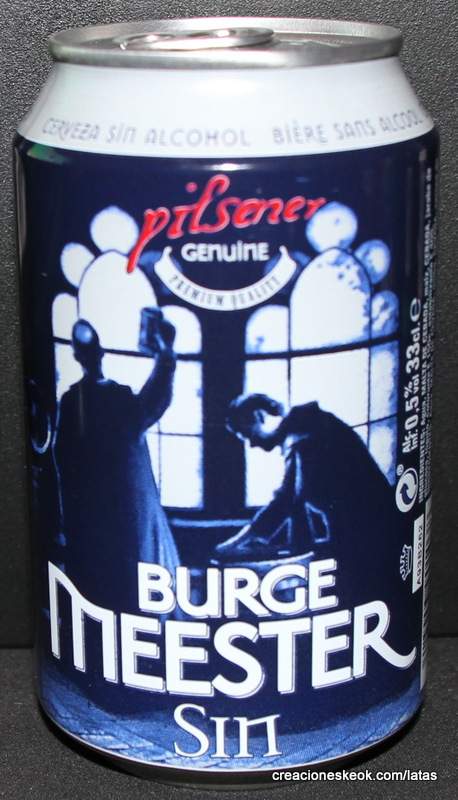 CERVEZA SIN ALCOHOL BIÈRE SANS ALCOOL
pilsener
GENUINE
PREMIUM QUALITY
BURGE
MEESTER
SIN
Alc. 0,5%
vol 33cl. e
A938262
creacioneskeok.com/latas